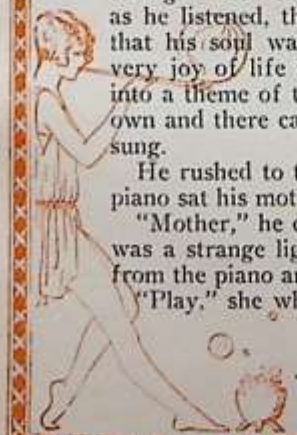 as he listened, th
that his soul wa
very joy of life
into a theme of t
own and there ca
sung.
He rushed to t
piano sat his mot
"Mother," he c
was a strange lig
from the piano an
"Play," she wh